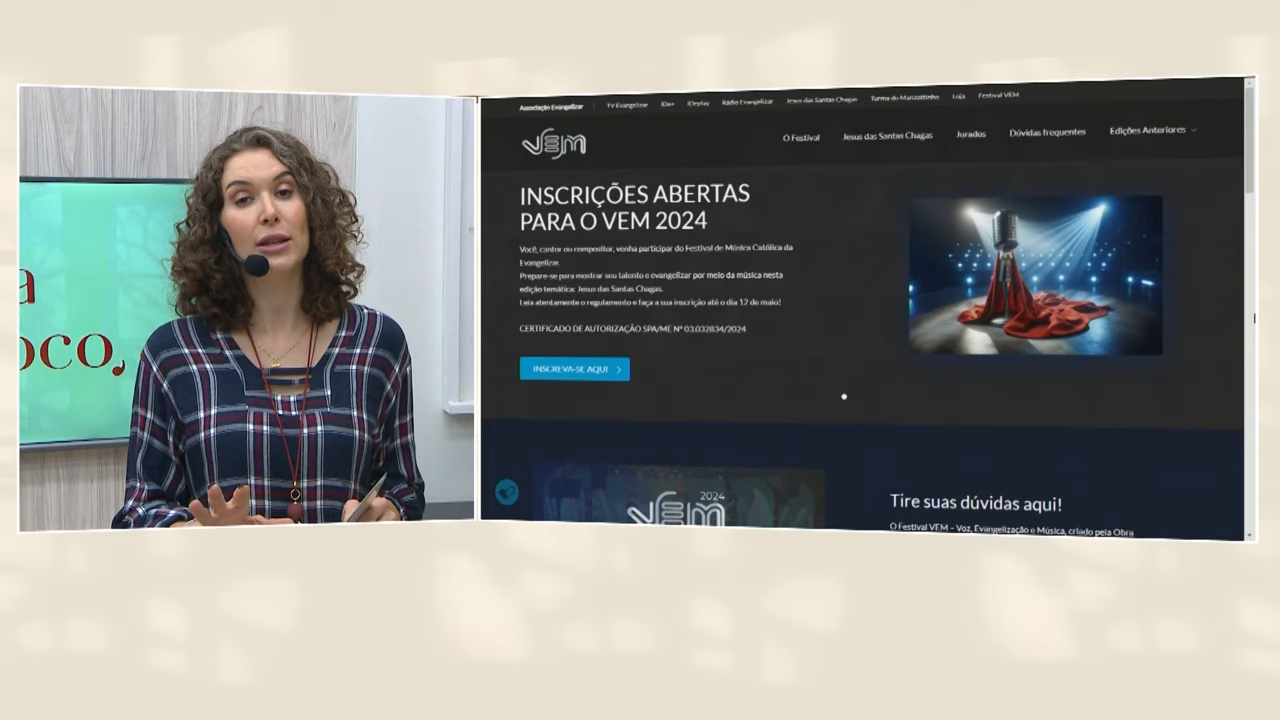 a
oco,
Associação Evangelizar
TV Evangelizar
IDe+
IDeplay
Rádio Evangelizar
Jesus das Santas Chagas
Turma do Manzottinho
Loja
Festival VEM
VEM
O Festival
Jesus das Santas Chagas
Jurados
Dúvidas frequentes
Edições Anteriores
INSCRIÇÕES ABERTAS
PARA O VEM 2024
Você, cantor ou compositor, venha participar do Festival de Música Católica da
Evangelizar.
Prepare-se para mostrar seu talento e evangelizar por meio da música nesta
edição temática: Jesus das Santas Chagas.
Leia atentamente o regulamento e faça a sua inscrição até o dia 12 de maio!
CERTIFICADO DE AUTORIZAÇÃO SPA/ME Nº 03.032834/2024
INSCREVA-SE AQUI
2024
VEM
Tire suas dúvidas aqui!
O Festival VEM – Voz, Evangelização e Música, criado pela Obra